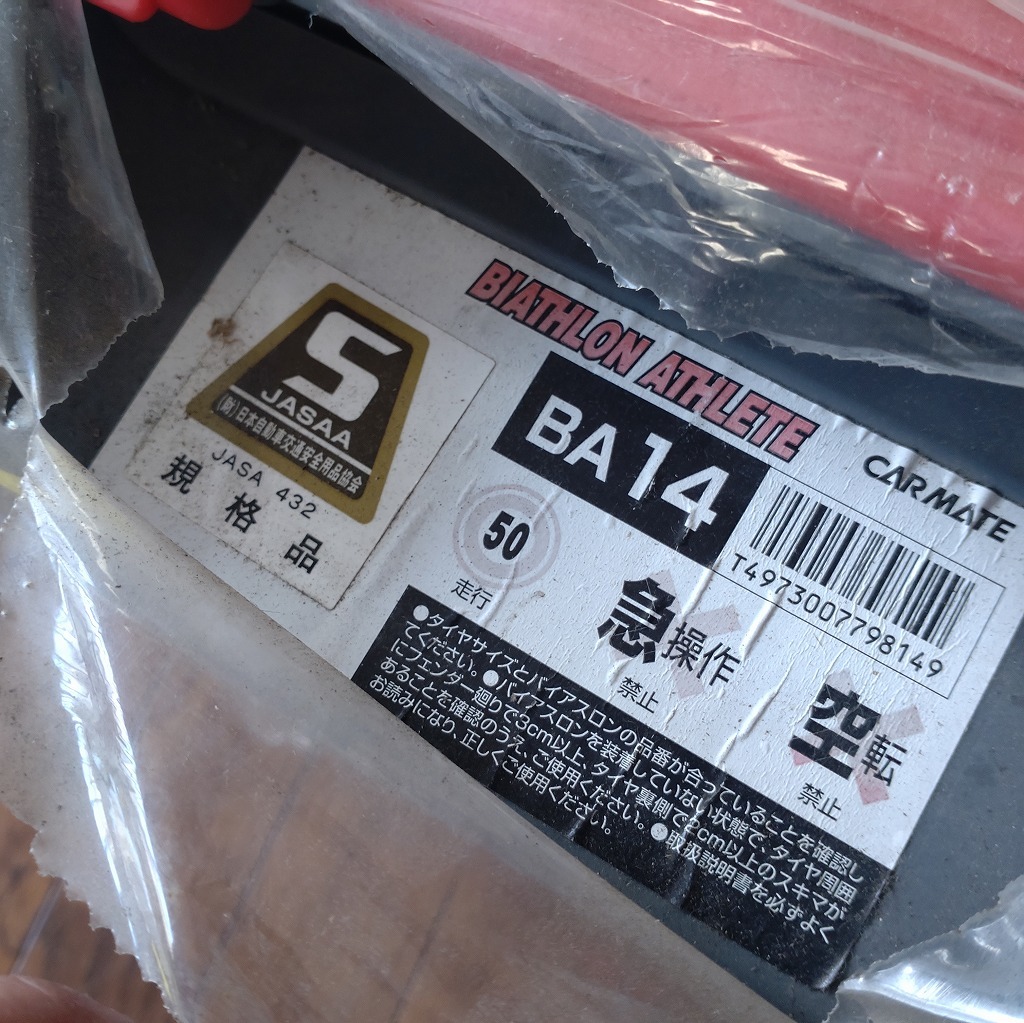 BIATHLON ATHLETE
CARMATE
BA14
T4973007798149
S
JASAA
(財)日本自動車交通安全用品協会
JASA 432
規格品
50
走行
急操作
禁止
空転
禁止
●タイヤサイズとバイアスロンの品番が合っていることを確認し
てください。●バイアスロンを装着していない状態で、タイヤ周囲
にフェンダー廻りで3cm以上、タイヤ裏側で2cm以上のスキマが
あることを確認のうえ、ご使用ください。●取扱説明書を必ずよく
お読みになり、正しくご使用ください。